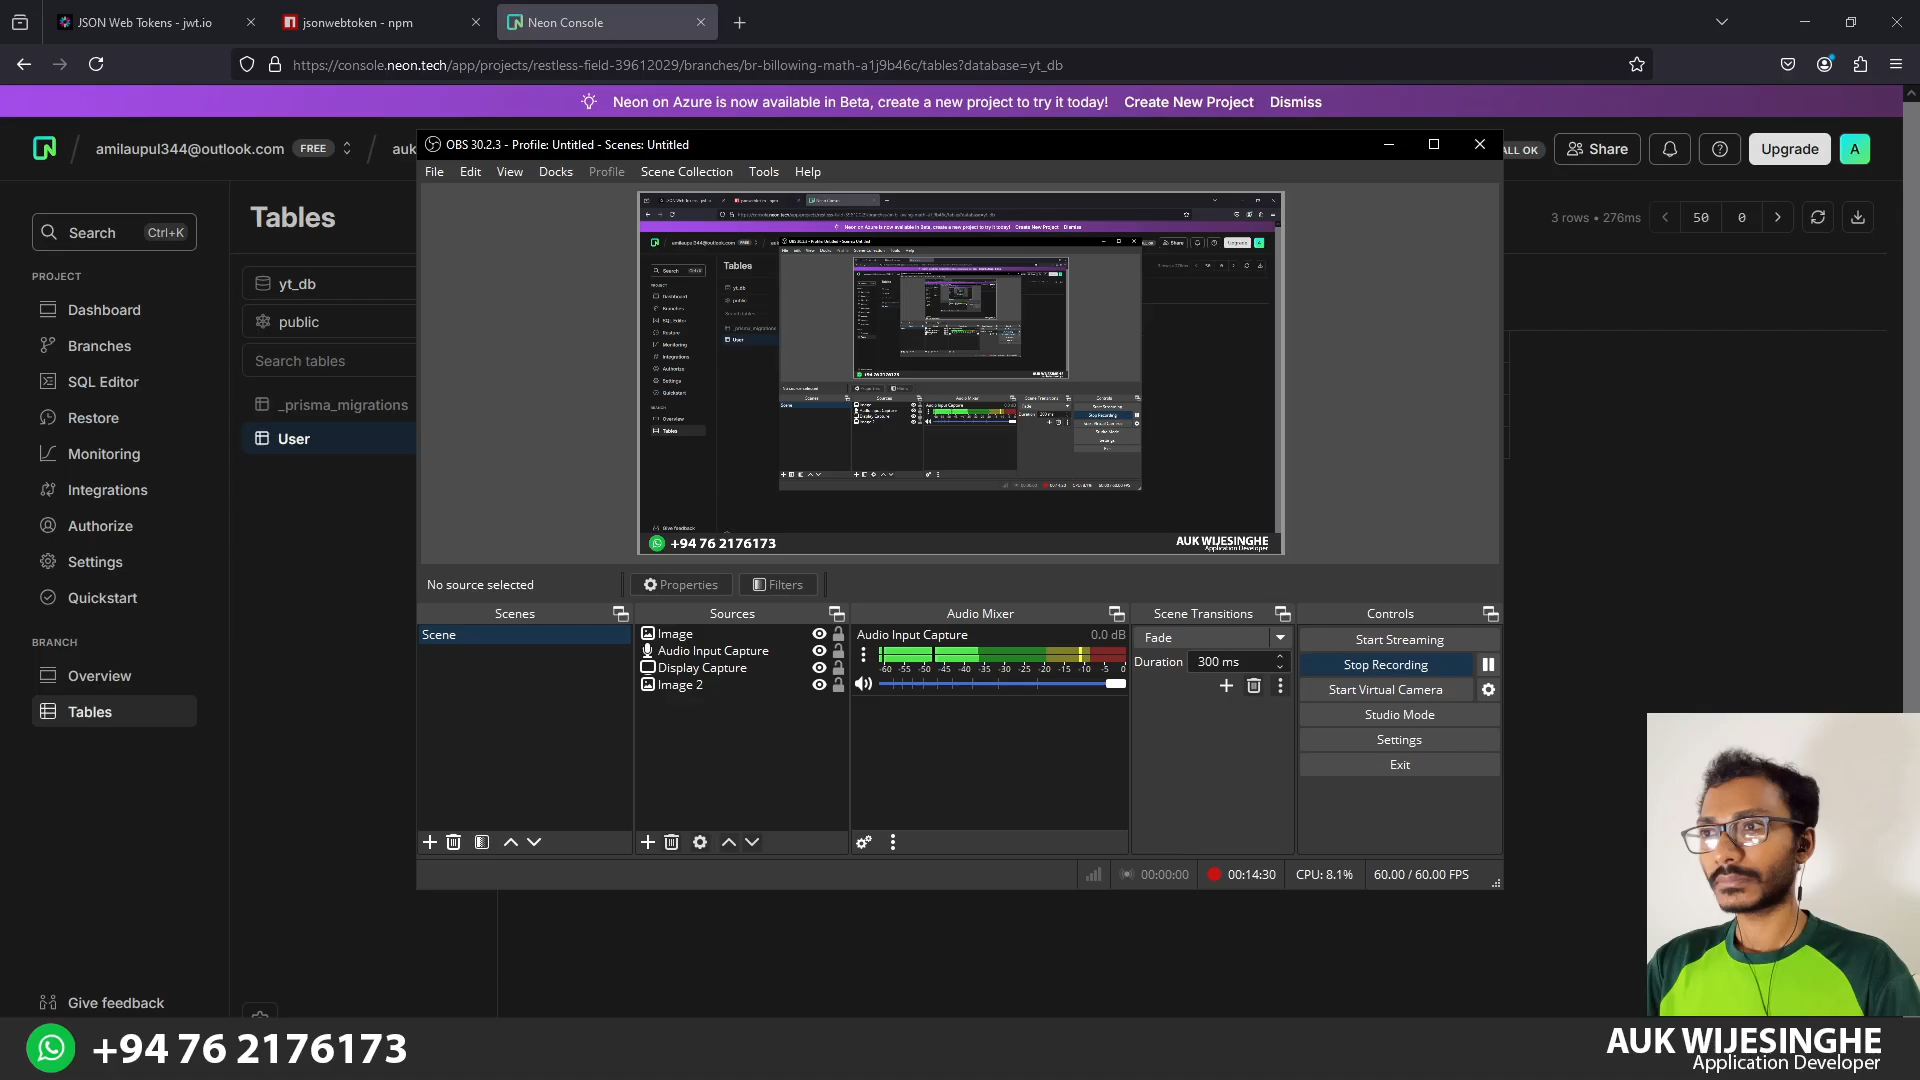 JSON Web Tokens - jwt.io
jsonwebtoken - npm
Neon Console
https://console.neon.tech/app/projects/restless-field-39612029/branches/br-billowing-math-a1j9b46c/tables?database=yt_db
Neon on Azure is now available in Beta, create a new project to try it today! Create New Project Dismiss
amilaupul344@outlook.com FREE
auk
ALL OK
Share
Upgrade
A
OBS 30.2.3 - Profile: Untitled - Scenes: Untitled
File Edit View Docks Profile Scene Collection Tools Help
Search Ctrl+K
PROJECT
Dashboard
Branches
SQL Editor
Restore
Monitoring
Integrations
Authorize
Settings
Quickstart
BRANCH
Overview
Tables
Give feedback
Tables
yt_db
public
Search tables
_prisma_migrations
User
3 rows • 276ms
50
0
+94 76 2176173
AUK WIJESINGHE
Application Developer
No source selected
Properties
Filters
Scenes
Scene
Sources
Image
Audio Input Capture
Display Capture
Image 2
Audio Mixer
Audio Input Capture 0.0 dB
-60 -55 -50 -45 -40 -35 -30 -25 -20 -15 -10 -5 0
Scene Transitions
Fade
Duration 300 ms
Controls
Start Streaming
Stop Recording
Start Virtual Camera
Studio Mode
Settings
Exit
00:00:00
00:14:30
CPU: 8.1%
60.00 / 60.00 FPS
+94 76 2176173
AUK WIJESINGHE
Application Developer